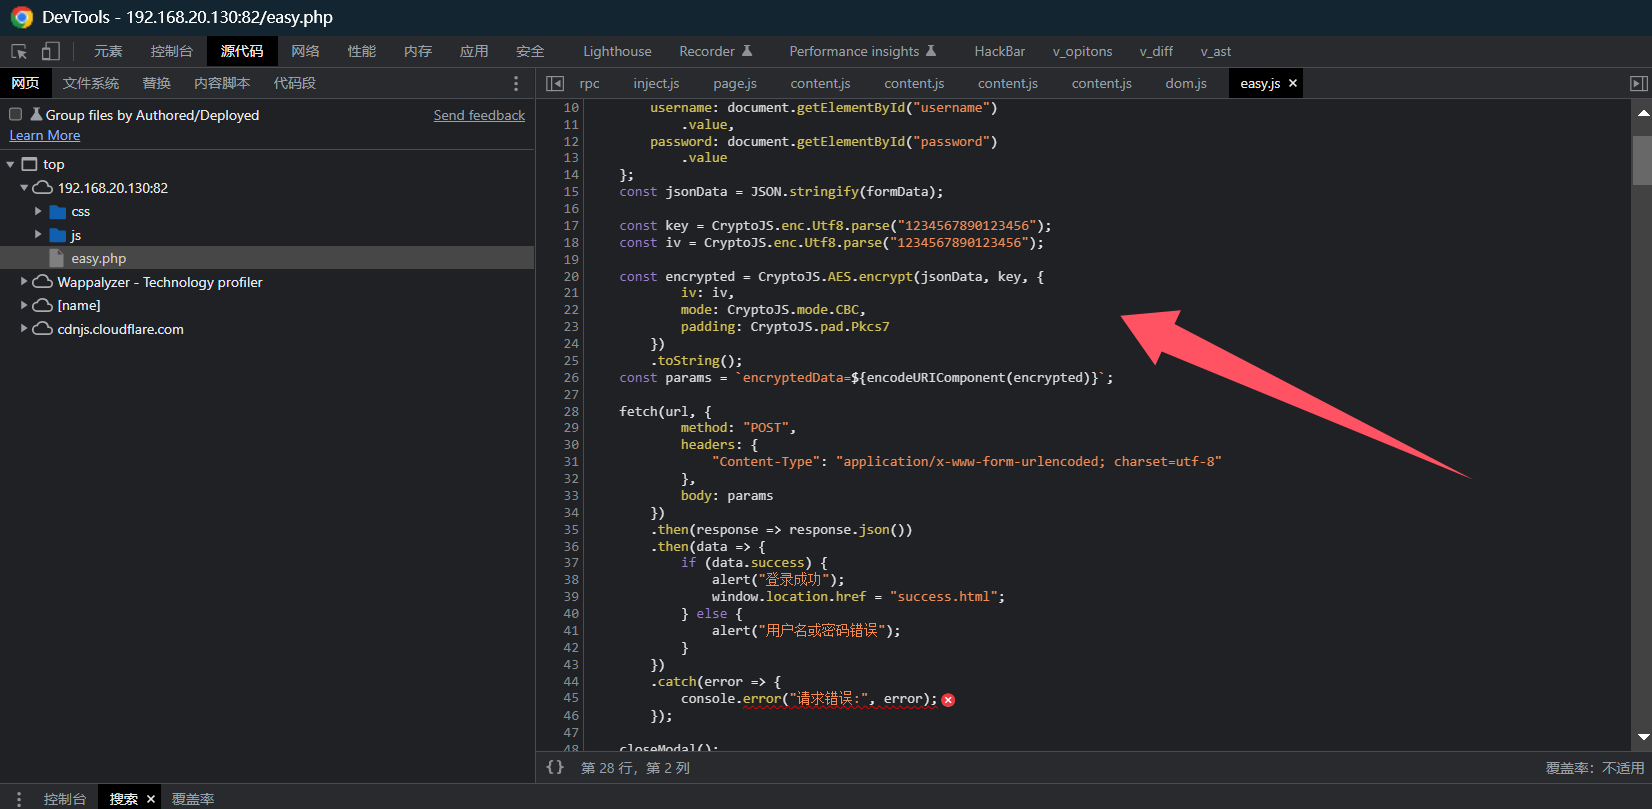 DevTools - 192.168.20.130:82/easy.php
元素 控制台 源代码 网络 性能 内存 应用 安全 Lighthouse Recorder Performance insights HackBar v_opitons v_diff v_ast
网页 文件系统 替换 内容脚本 代码段
rpc inject.js page.js content.js content.js content.js content.js dom.js easy.js ×
Group files by Authored/Deployed Send feedback
Learn More
top
192.168.20.130:82
css
js
easy.php
Wappalyzer - Technology profiler
[name]
cdnjs.cloudflare.com
10 username: document.getElementById("username")
11 .value,
12 password: document.getElementById("password")
13 .value
14 };
15 const jsonData = JSON.stringify(formData);
16
17 const key = CryptoJS.enc.Utf8.parse("1234567890123456");
18 const iv = CryptoJS.enc.Utf8.parse("1234567890123456");
19
20 const encrypted = CryptoJS.AES.encrypt(jsonData, key, {
21 iv: iv,
22 mode: CryptoJS.mode.CBC,
23 padding: CryptoJS.pad.Pkcs7
24 })
25 .toString();
26 const params = `encryptedData=${encodeURIComponent(encrypted)}`;
27
28 fetch(url, {
29 method: "POST",
30 headers: {
31 "Content-Type": "application/x-www-form-urlencoded; charset=utf-8"
32 },
33 body: params
34 })
35 .then(response => response.json())
36 .then(data => {
37 if (data.success) {
38 alert("登录成功");
39 window.location.href = "success.html";
40 } else {
41 alert("用户名或密码错误");
42 }
43 })
44 .catch(error => {
45 console.error("请求错误:", error);
46 });
47
48 closeModal();
{} 第 28 行，第 2 列 覆盖率：不适用
控制台 搜索 × 覆盖率